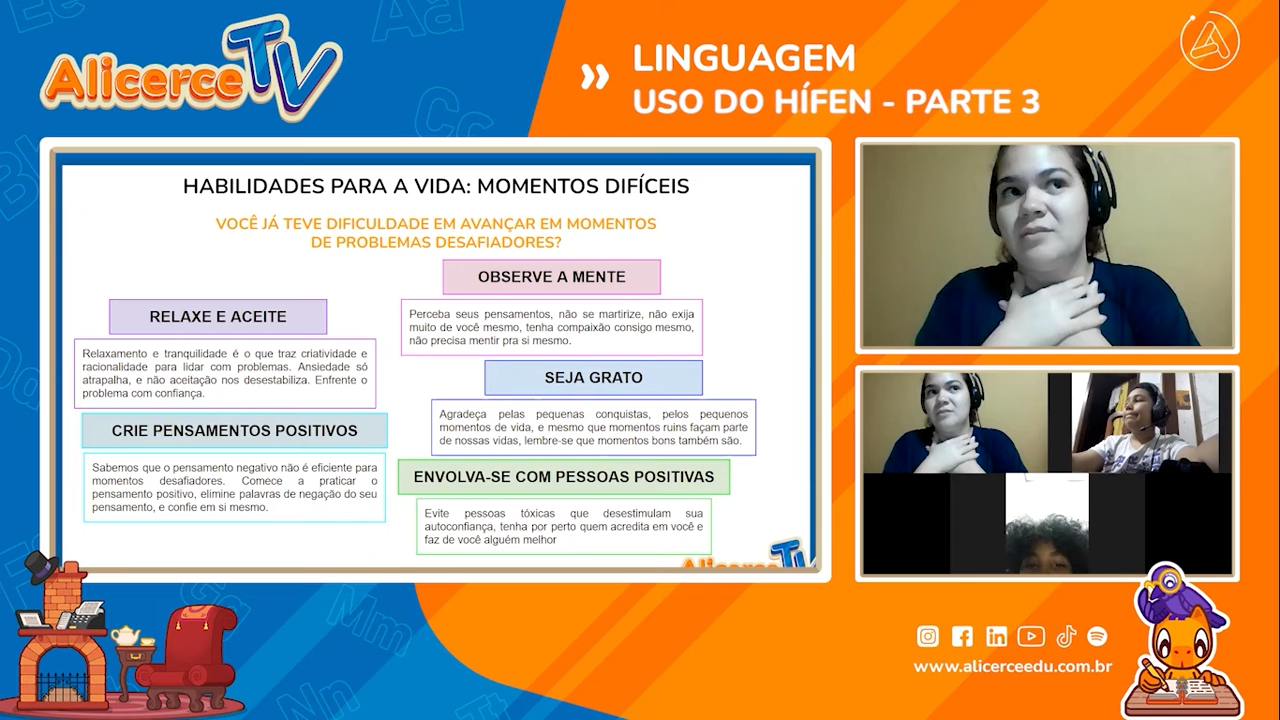 Alicerce TV
LINGUAGEM
USO DO HÍFEN - PARTE 3
HABILIDADES PARA A VIDA: MOMENTOS DIFÍCEIS
VOCÊ JÁ TEVE DIFICULDADE EM AVANÇAR EM MOMENTOS
DE PROBLEMAS DESAFIADORES?
OBSERVE A MENTE
Perceba seus pensamentos, não se martirize, não exija
muito de você mesmo, tenha compaixão consigo mesmo,
não precisa mentir pra si mesmo.
RELAXE E ACEITE
Relaxamento e tranquilidade é o que traz criatividade e
racionalidade para lidar com problemas. Ansiedade só
atrapalha, e não aceitação nos desestabiliza. Enfrente o
problema com confiança.
SEJA GRATO
Agradeça pelas pequenas conquistas, pelos pequenos
momentos de vida, e mesmo que momentos ruins façam parte
de nossas vidas, lembre-se que momentos bons também são.
CRIE PENSAMENTOS POSITIVOS
Sabemos que o pensamento negativo não é eficiente para
momentos desafiadores. Comece a praticar o
pensamento positivo, elimine palavras de negação do seu
pensamento, e confie em si mesmo.
ENVOLVA-SE COM PESSOAS POSITIVAS
Evite pessoas tóxicas que desestimulam sua
autoconfiança, tenha por perto quem acredita em você e
faz de você alguém melhor
Alicerce TV
www.alicerceedu.com.br
Aa
Cc
Gg
Mm
Nn